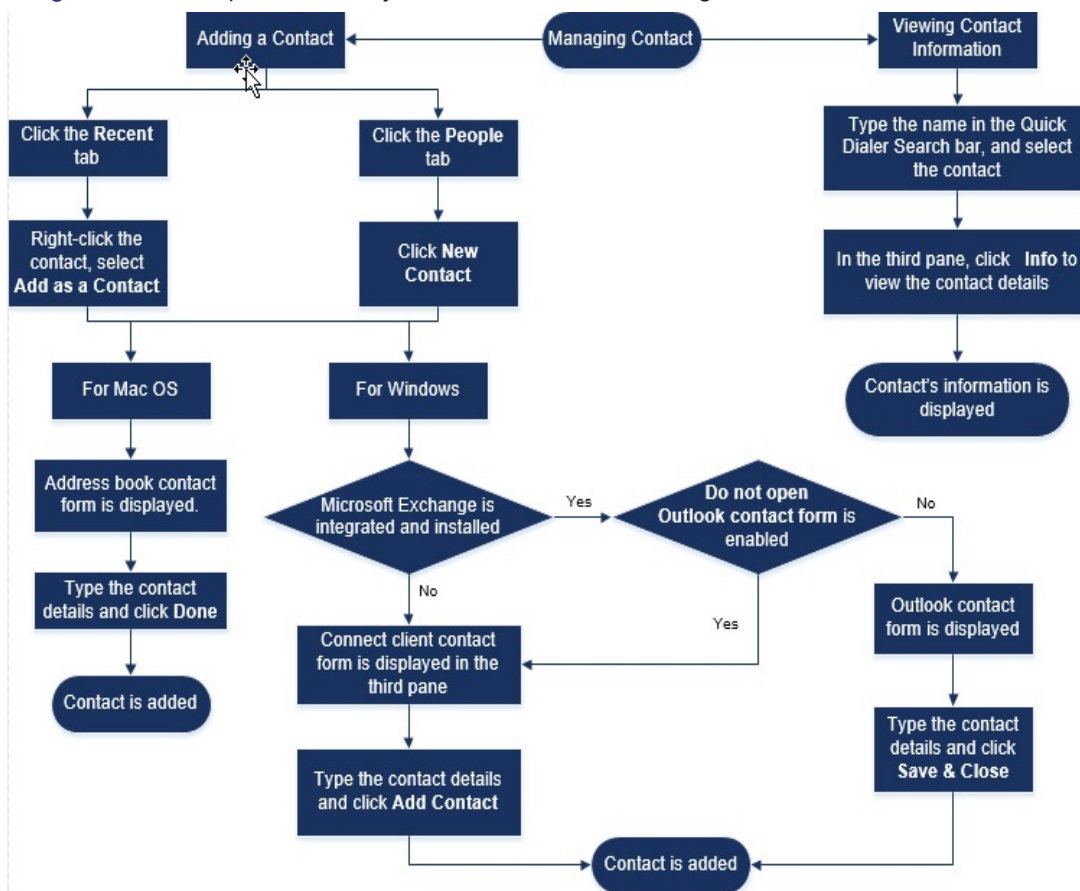 Adding a Contact
Managing Contact
Viewing Contact
Information
Click the Recent
tab
Click the People
tab
Type the name in the Quick
Dialer Search bar, and select
the contact
Right-click the
contact, select
Add as a Contact
Click New
Contact
In the third pane, click Info to
view the contact details
For Mac OS
For Windows
Contact's information is
displayed
Address book contact
form is displayed.
Microsoft Exchange is
integrated and installed
Yes
Do not open
Outlook contact form is
enabled
No
Type the contact
details and click Done
No
Yes
Outlook contact
form is displayed
Connect client contact
form is displayed in the
third pane
Contact is added
Type the contact
details and click
Save & Close
Type the contact details
and click Add Contact
Contact is added